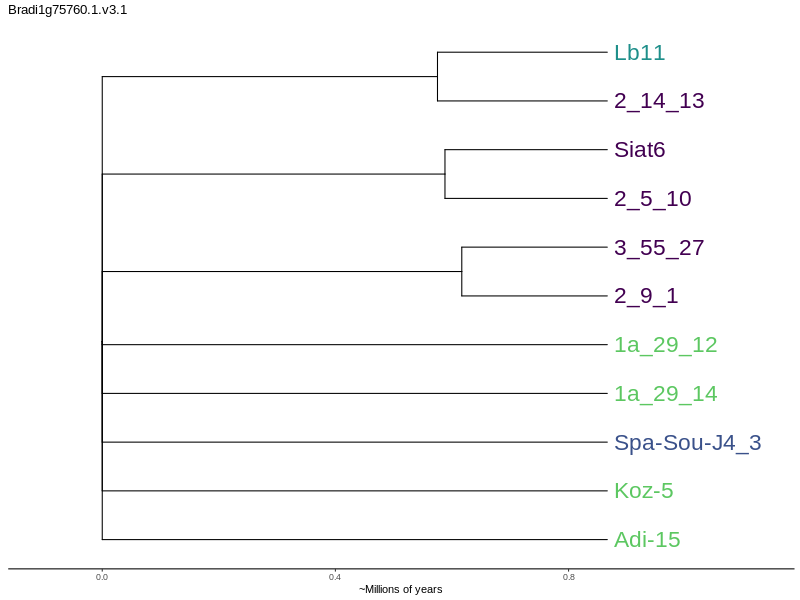 Bradi1g75760.1.v3.1
Lb11
2_14_13
Siat6
2_5_10
3_55_27
2_9_1
1a_29_12
1a_29_14
Spa-Sou-J4_3
Koz-5
Adi-15
0.0 0.4 0.8
~Millions of years